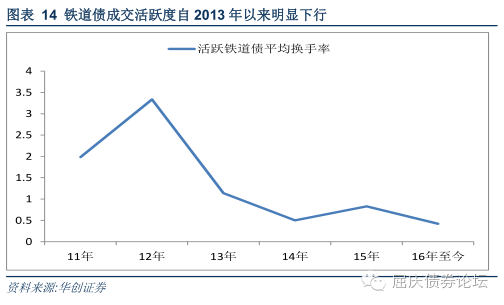 图表 14 铁道债成交活跃度自 2013 年以来明显下行
活跃铁道债平均换手率
4
3.5
3
2.5
2
1.5
1
0.5
0
11年 12年 13年 14年 15年 16年至今
资料来源:华创证券
屈庆债券论坛